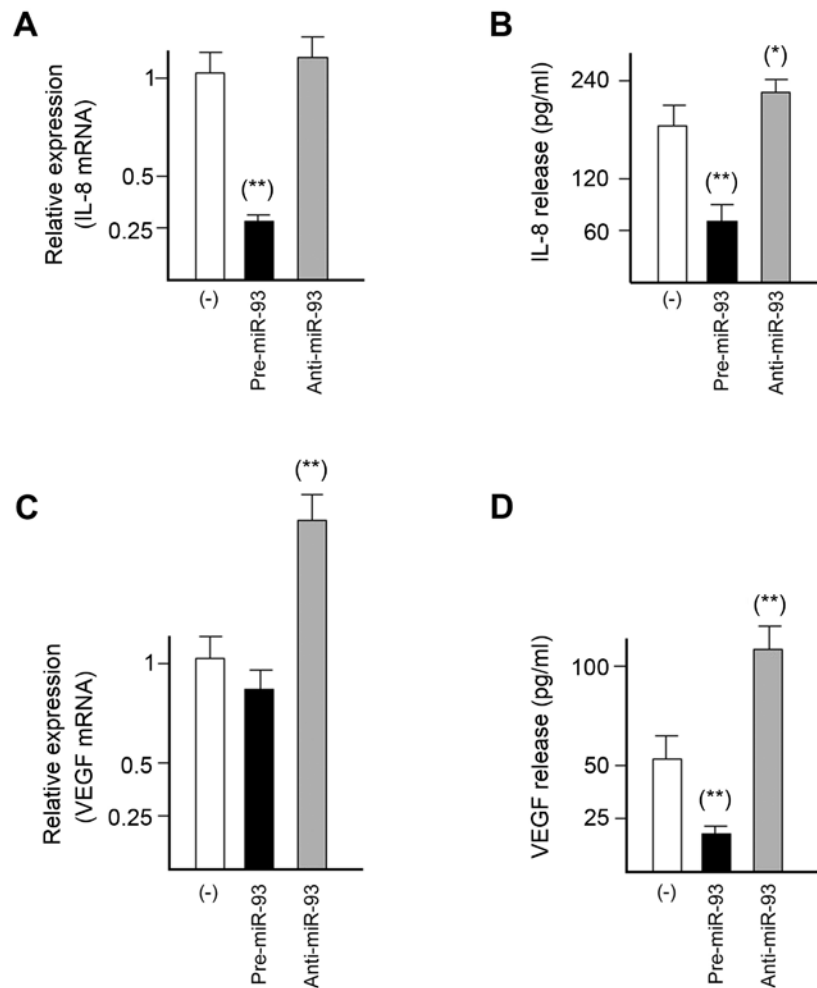 A
Relative expression
(IL-8 mRNA)
1
0.5
0.25
(**)
(-)
Pre-miR-93
Anti-miR-93
B
IL-8 release (pg/ml)
240
120
60
(**)
(*)
(-)
Pre-miR-93
Anti-miR-93
C
Relative expression
(VEGF mRNA)
1
0.5
0.25
(**)
(-)
Pre-miR-93
Anti-miR-93
D
VEGF release (pg/ml)
100
50
25
(**)
(**)
(-)
Pre-miR-93
Anti-miR-93